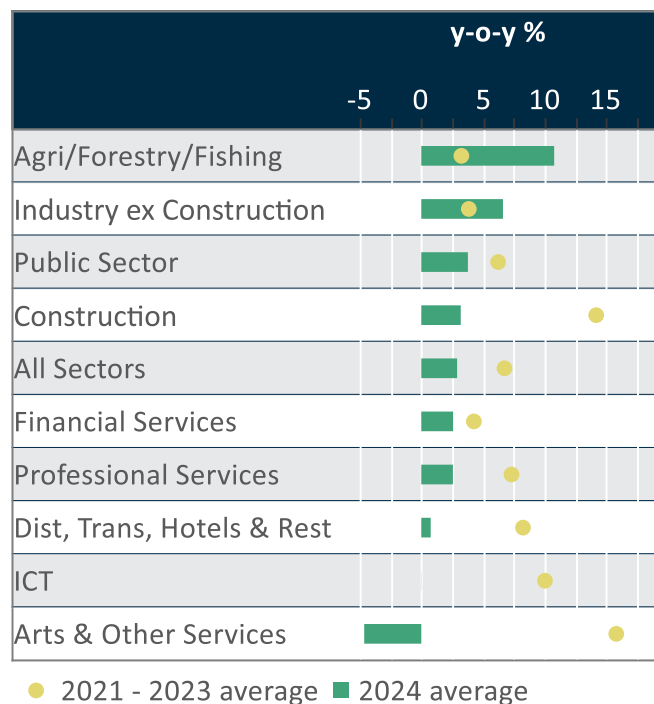 y-o-y %
-5 0 5 10 15
Agri/Forestry/Fishing
Industry ex Construction
Public Sector
Construction
All Sectors
Financial Services
Professional Services
Dist, Trans, Hotels & Rest
ICT
Arts & Other Services
2021 - 2023 average 2024 average